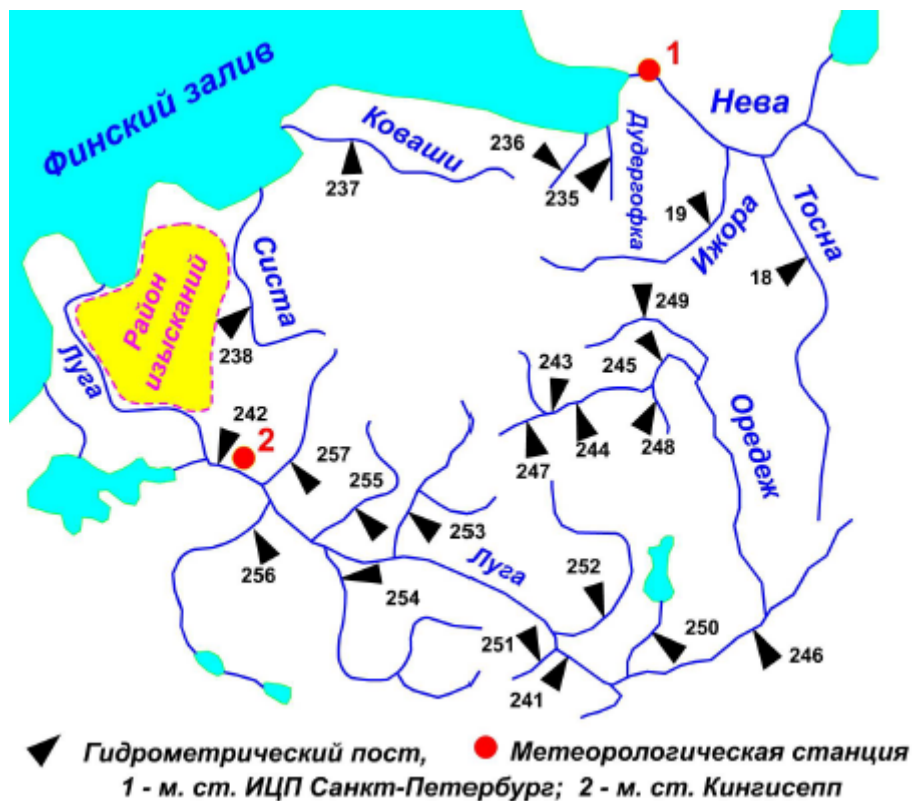 1
Финский залив
Нева
Коваши
236
Дудергофка
237
235
19
Тосна
Ижора
Систа
18
Район
изысканий
249
238
243
245
Луга
242
2
Оредеж
257
244
248
247
255
253
256
Луга
252
254
251
250
246
241
Гидрометрический пост,
Метеорологическая станция
1 - м. ст. ИЦП Санкт-Петербург; 2 - м. ст. Кингисепп